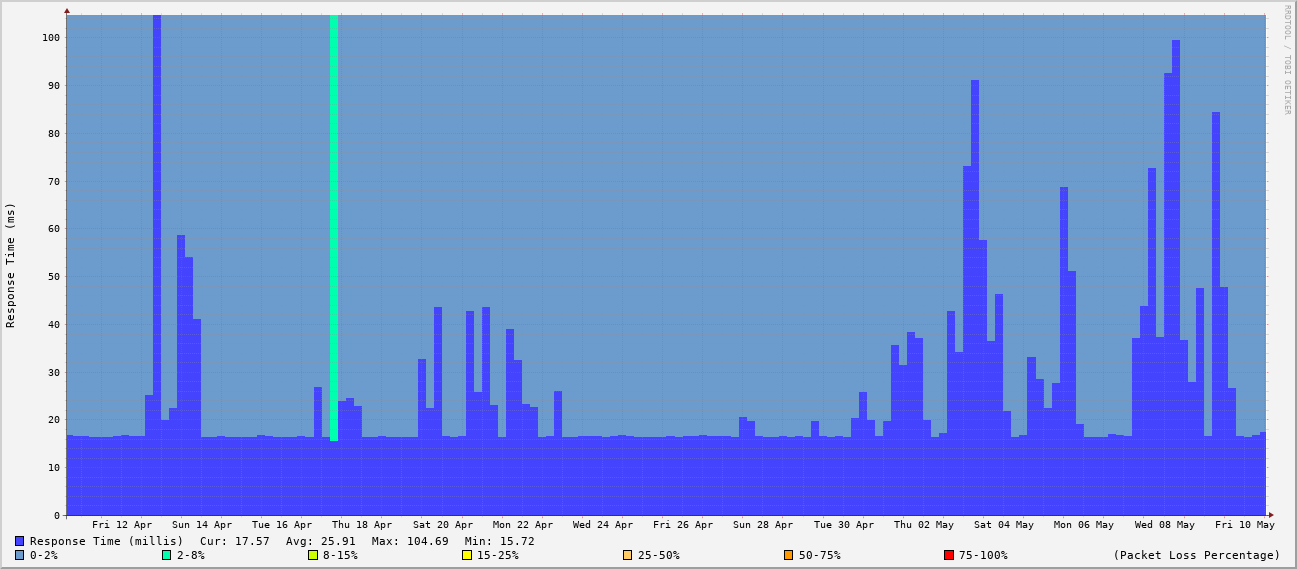 RRDTOOL / TOBI OETIKER
Response Time (ms)
100
90
80
70
60
50
40
30
20
10
0
Fri 12 Apr Sun 14 Apr Tue 16 Apr Thu 18 Apr Sat 20 Apr Mon 22 Apr Wed 24 Apr Fri 26 Apr Sun 28 Apr Tue 30 Apr Thu 02 May Sat 04 May Mon 06 May Wed 08 May Fri 10 May
Response Time (millis) Cur: 17.57 Avg: 25.91 Max: 104.69 Min: 15.72
0-2% 2-8% 8-15% 15-25% 25-50% 50-75% 75-100% (Packet Loss Percentage)